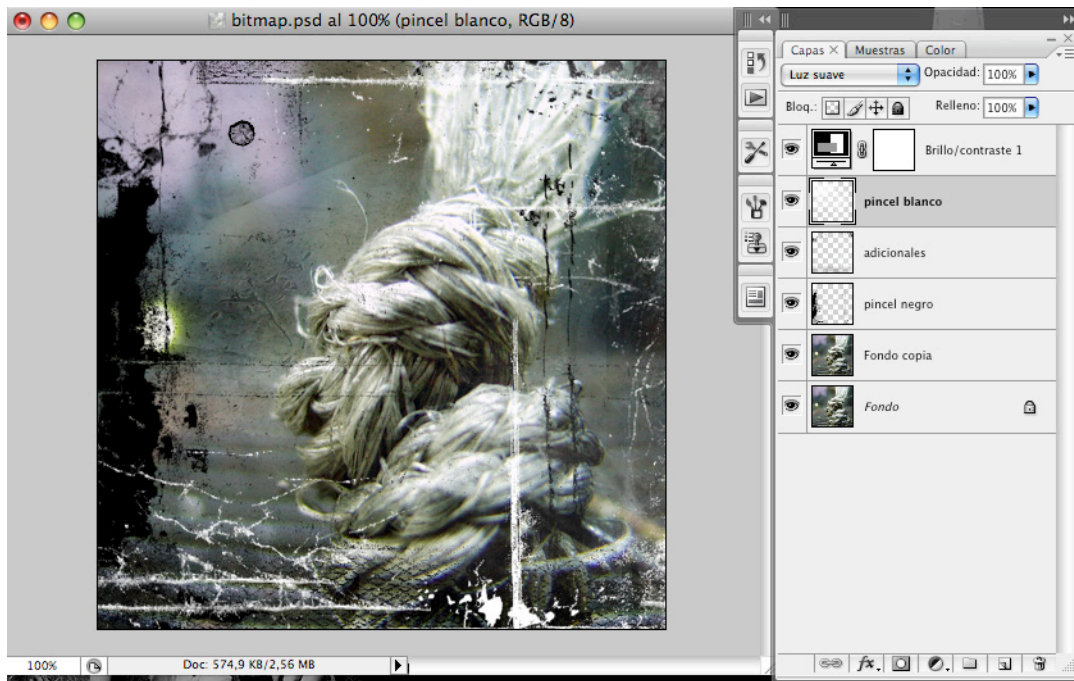 bitmap.psd al 100% (pincel blanco, RGB/8)
Capas Muestras Color
Luz suave Opacidad: 100%
Bloq.: Relleno: 100%
Brillo/contraste 1
pincel blanco
adicionales
pincel negro
Fondo copia
Fondo
100% Doc: 574,9 KB/2,56 MB
fx.